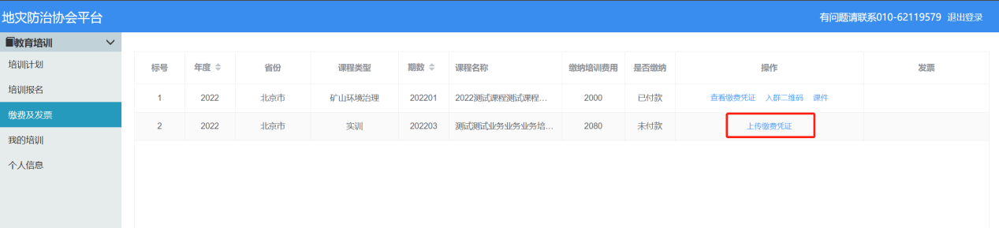 地灾防治协会平台 有问题请联系010-62119579 退出登录
教育培训
培训计划
培训报名
缴费及发票
我的培训
个人信息
标号 年度 省份 课程类型 期数 课程名称 缴纳培训费用 是否缴纳 操作 发票
1 2022 北京市 矿山环境治理 202201 2022测试课程测试课程... 2000 已付款 查看缴费凭证 入群二维码 课件
2 2022 北京市 实训 202203 测试测试业务业务业务培... 2080 未付款 上传缴费凭证